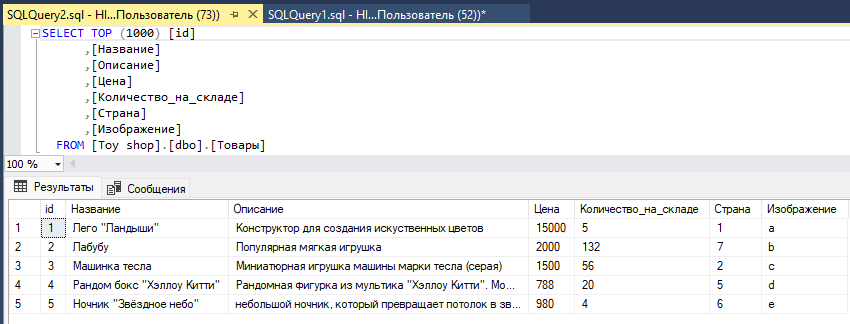 SQLQuery2.sql - HI...Пользователь (73)) SQLQuery1.sql - HI...Пользователь (52))*
SELECT TOP (1000) [id]
,[Название]
,[Описание]
,[Цена]
,[Количество_на_складе]
,[Страна]
,[Изображение]
FROM [Toy shop].[dbo].[Товары]
100 %
Результаты Сообщения
id Название Описание Цена Количество_на_складе Страна Изображение
1 1 Лего "Ландыши" Конструктор для создания искуственных цветов 15000 5 1 a
2 2 Лабубу Популярная мягкая игрушка 2000 132 7 b
3 3 Машинка тесла Миниатюрная игрушка машины марки тесла (серая) 1500 56 2 c
4 4 Рандом бокс "Хэллоу Китти" Рандомная фигурка из мультика "Хэллоу Китти". Мо... 788 20 5 d
5 5 Ночник "Звёздное небо" небольшой ночник, который превращает потолок в зв... 980 4 6 e